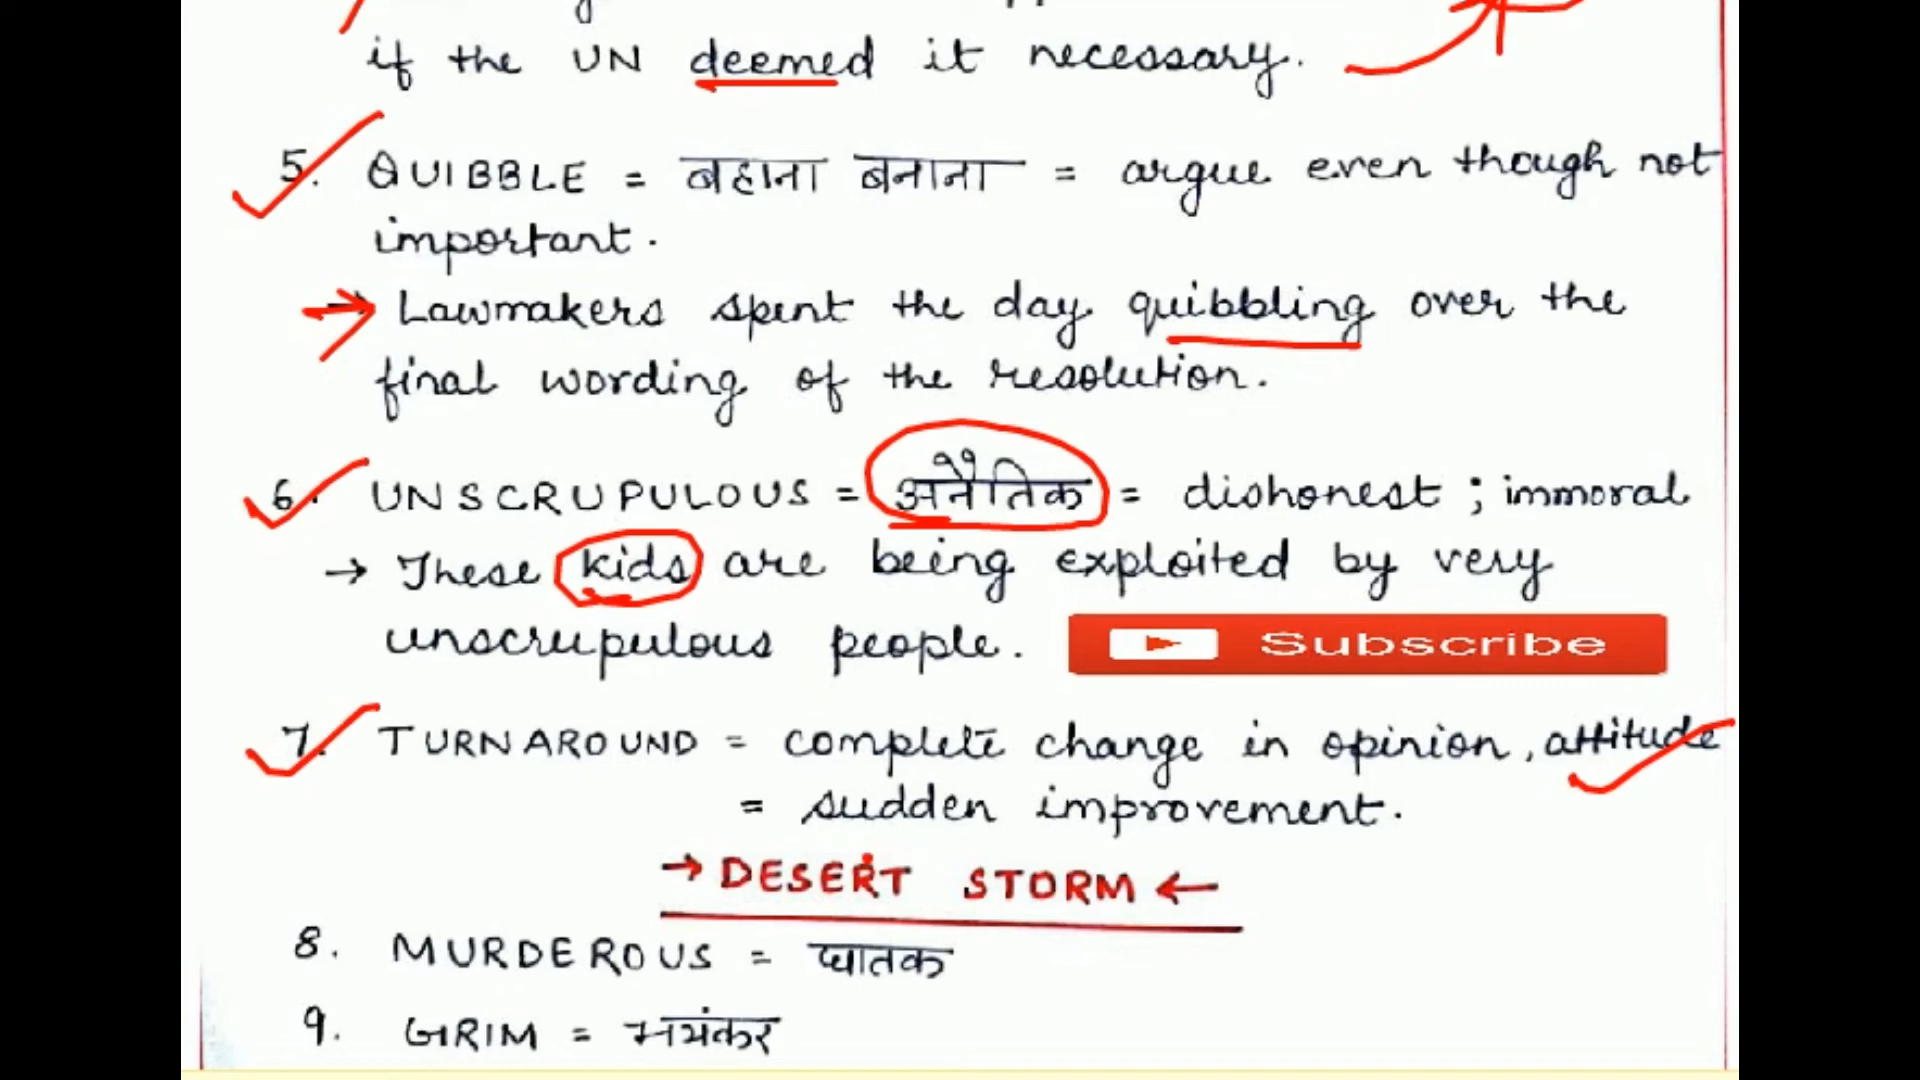 if the UN deemed it necessary.
5. QUIBBLE = बहाना बनाना = argue even though not
important.
→ Lawmakers spent the day quibbling over the
final wording of the resolution.
6. UNSCRUPULOUS = अनैतिक = dishonest ; immoral
→ These kids are being exploited by very
unscrupulous people.
Subscribe
7. TURNAROUND = complete change in opinion, attitude
= sudden improvement.
→ DESERT STORM ←
8. MURDEROUS = घातक
9. GRIM = भयंकर